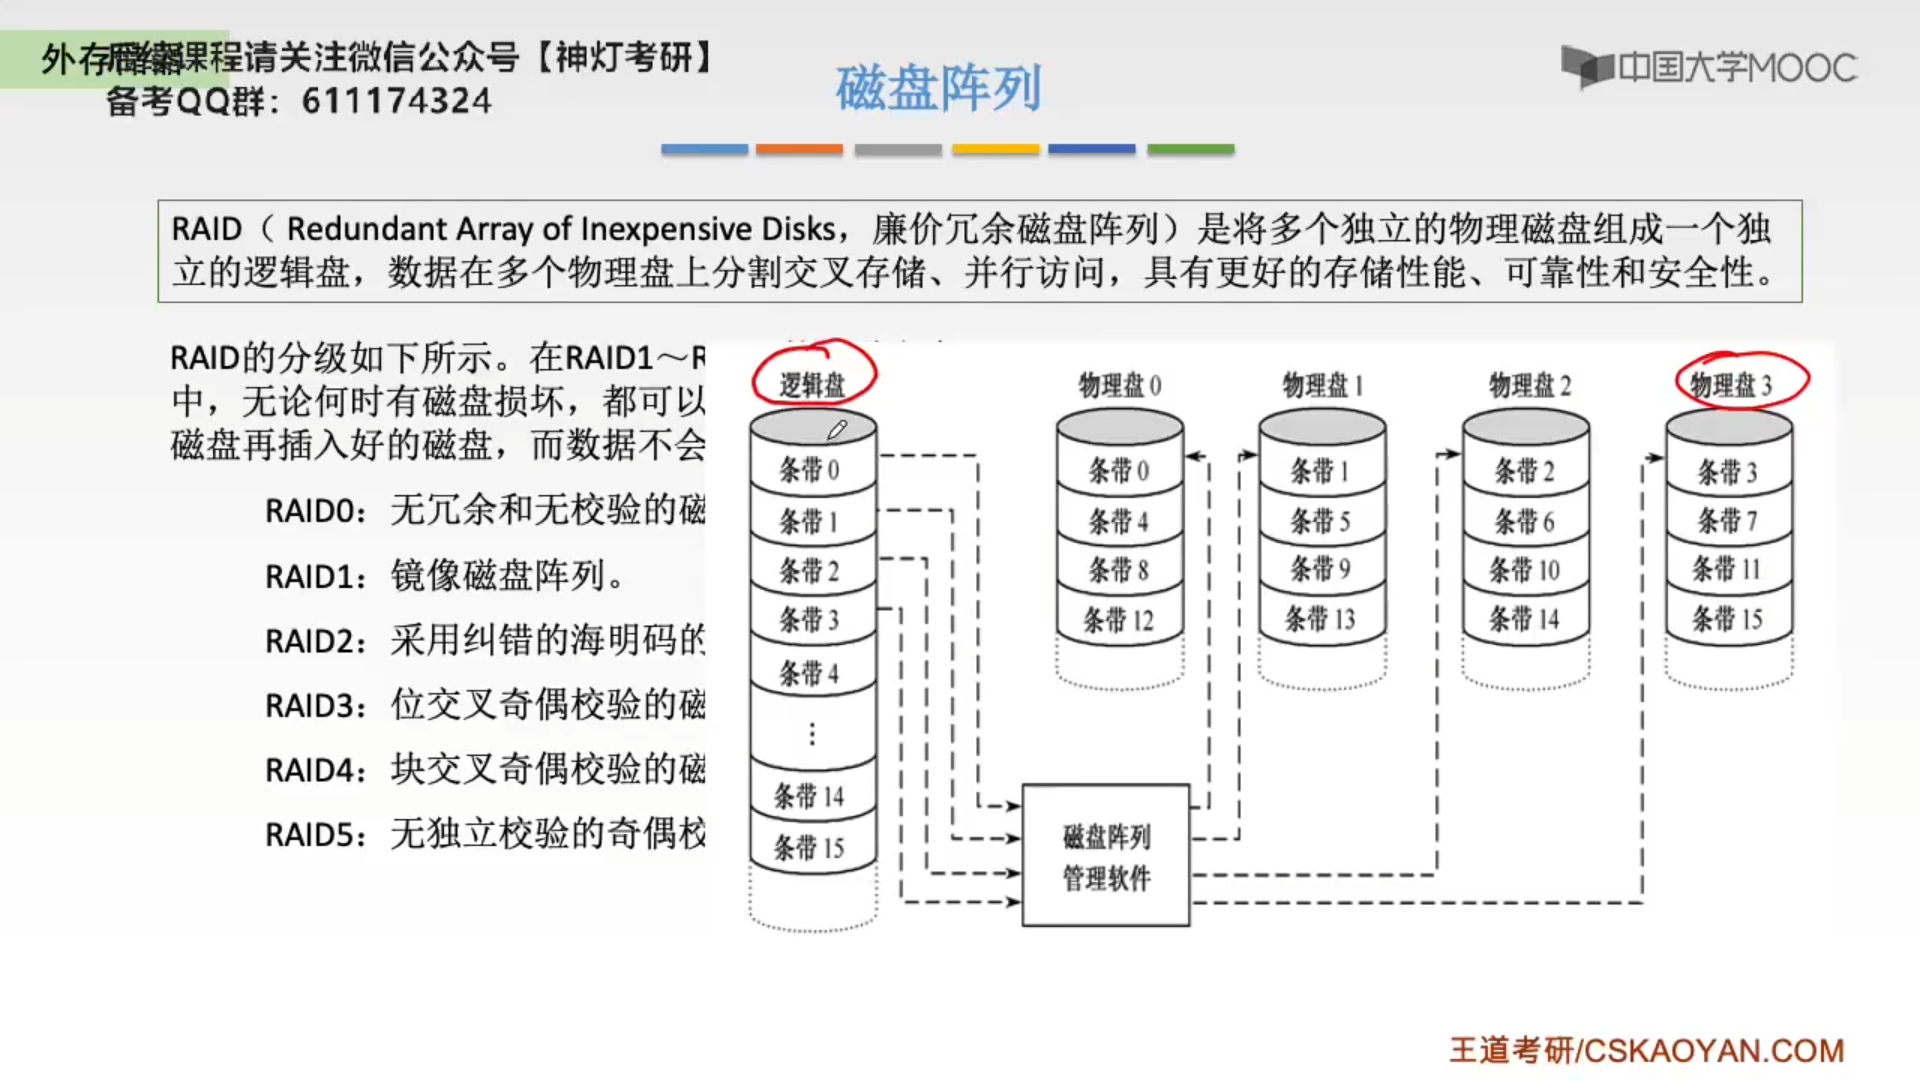 外存储器
后续课程请关注微信公众号【神灯考研】
备考QQ群：611174324
磁盘阵列
中国大学MOOC
RAID（ Redundant Array of Inexpensive Disks，廉价冗余磁盘阵列）是将多个独立的物理磁盘组成一个独
立的逻辑盘，数据在多个物理盘上分割交叉存储、并行访问，具有更好的存储性能、可靠性和安全性。
RAID的分级如下所示。在RAID1～R
中，无论何时有磁盘损坏，都可以
磁盘再插入好的磁盘，而数据不会
RAID0：无冗余和无校验的磁
RAID1：镜像磁盘阵列。
RAID2：采用纠错的海明码的
RAID3：位交叉奇偶校验的磁
RAID4：块交叉奇偶校验的磁
RAID5：无独立校验的奇偶校
逻辑盘
条带 0
条带 1
条带 2
条带 3
条带 4
⋮
条带 14
条带 15
物理盘 0
条带 0
条带 4
条带 8
条带 12
物理盘 1
条带 1
条带 5
条带 9
条带 13
物理盘 2
条带 2
条带 6
条带 10
条带 14
物理盘 3
条带 3
条带 7
条带 11
条带 15
磁盘阵列
管理软件
王道考研/CSKAOYAN.COM